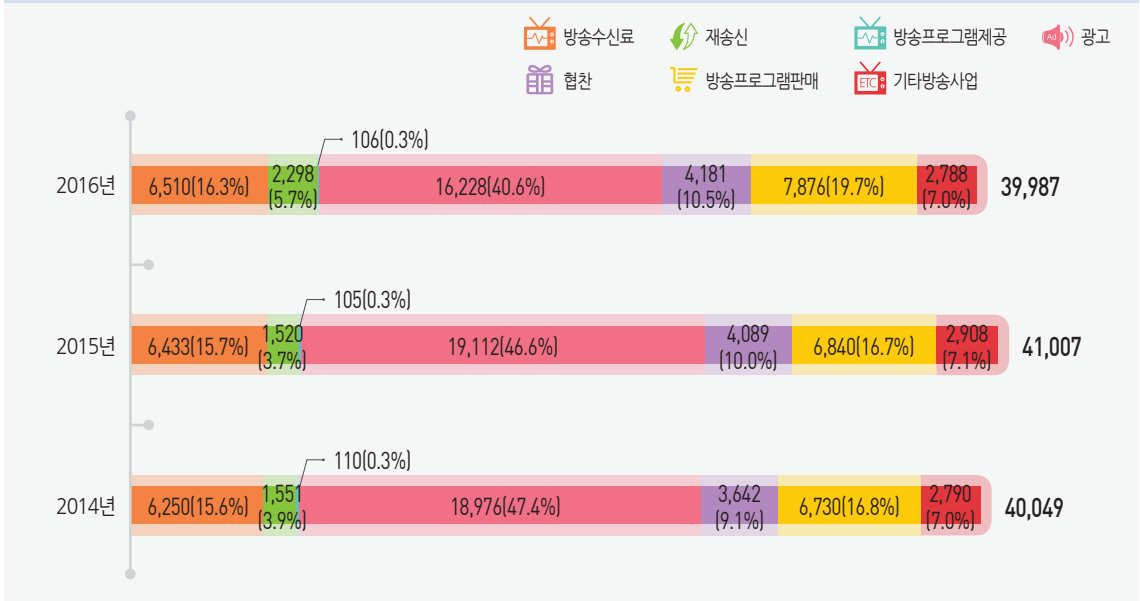 방송수신료 재송신 방송프로그램제공 Ad 광고
협찬 방송프로그램판매 ETC 기타방송사업
106(0.3%)
2016년 6,510(16.3%) 2,298 (5.7%) 16,228(40.6%) 4,181 (10.5%) 7,876(19.7%) 2,788 (7.0%) 39,987
105(0.3%)
2015년 6,433(15.7%) 1,520 (3.7%) 19,112(46.6%) 4,089 (10.0%) 6,840(16.7%) 2,908 (7.1%) 41,007
110(0.3%)
2014년 6,250(15.6%) 1,551 (3.9%) 18,976(47.4%) 3,642 (9.1%) 6,730(16.8%) 2,790 (7.0%) 40,049